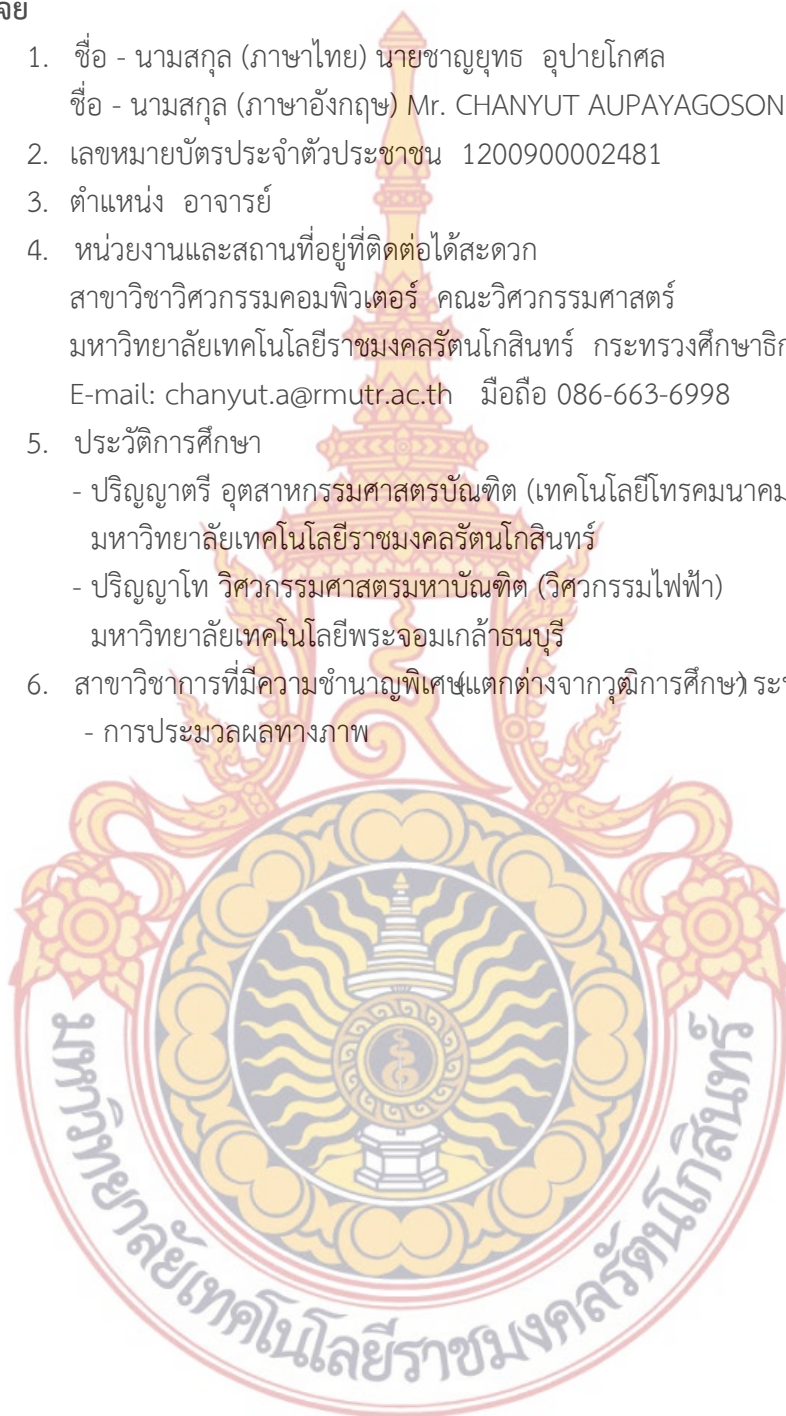 จัย
1. ชื่อ - นามสกุล (ภาษาไทย) นายชาญยุทธ อุปายโกศล
ชื่อ - นามสกุล (ภาษาอังกฤษ) Mr. CHANYUT AUPAYAGOSON
2. เลขหมายบัตรประจำตัวประชาชน 1200900002481
3. ตำแหน่ง อาจารย์
4. หน่วยงานและสถานที่อยู่ที่ติดต่อได้สะดวก
สาขาวิชาวิศวกรรมคอมพิวเตอร์ คณะวิศวกรรมศาสตร์
มหาวิทยาลัยเทคโนโลยีราชมงคลรัตนโกสินทร์ กระทรวงศึกษาธิก
E-mail: chanyut.a@rmutr.ac.th มือถือ 086-663-6998
5. ประวัติการศึกษา
- ปริญญาตรี อุตสาหกรรมศาสตรบัณฑิต (เทคโนโลยีโทรคมนาคม
มหาวิทยาลัยเทคโนโลยีราชมงคลรัตนโกสินทร์
- ปริญญาโท วิศวกรรมศาสตรมหาบัณฑิต (วิศวกรรมไฟฟ้า)
มหาวิทยาลัยเทคโนโลยีพระจอมเกล้าธนบุรี
6. สาขาวิชาการที่มีความชำนาญพิเศษ(แตกต่างจากวุฒิการศึกษา) ระ
- การประมวลผลทางภาพ
มหาวิทยาลัยเทคโนโลยีราชมงคลรัตนโกสินทร์